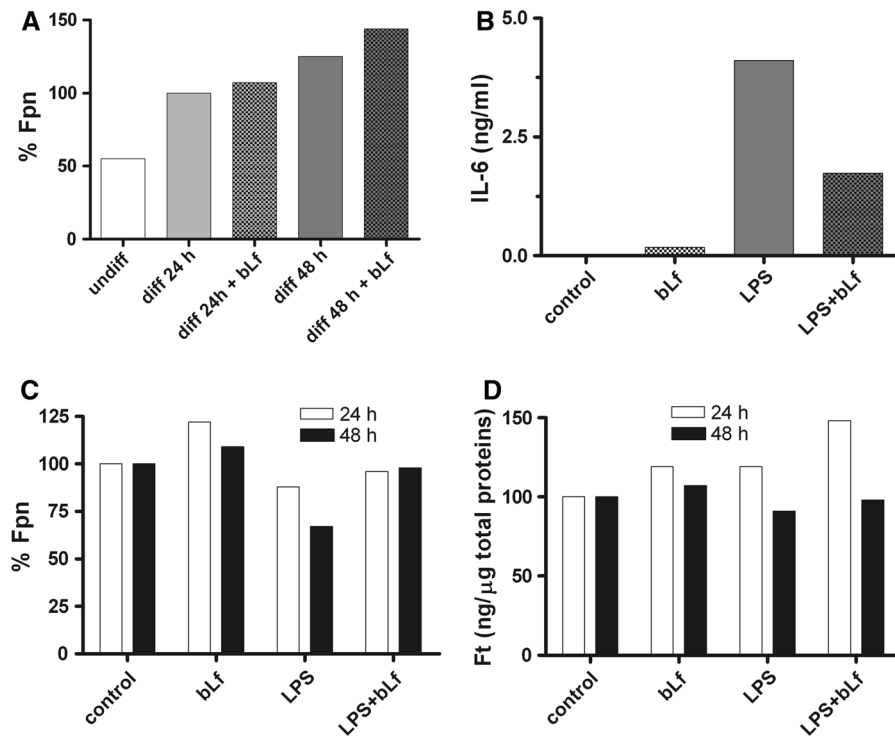 A
% Fpn
150
100
50
0
undiff
diff 24 h
diff 24h + bLf
diff 48 h
diff 48 h + bLf
B
IL-6 (ng/ml)
5.0
2.5
0.0
control
bLf
LPS
LPS+bLf
C
% Fpn
125
100
75
50
25
0
24 h
48 h
control
bLf
LPS
LPS+bLf
D
Ft (ng/µg total proteins)
150
100
50
0
24 h
48 h
control
bLf
LPS
LPS+bLf